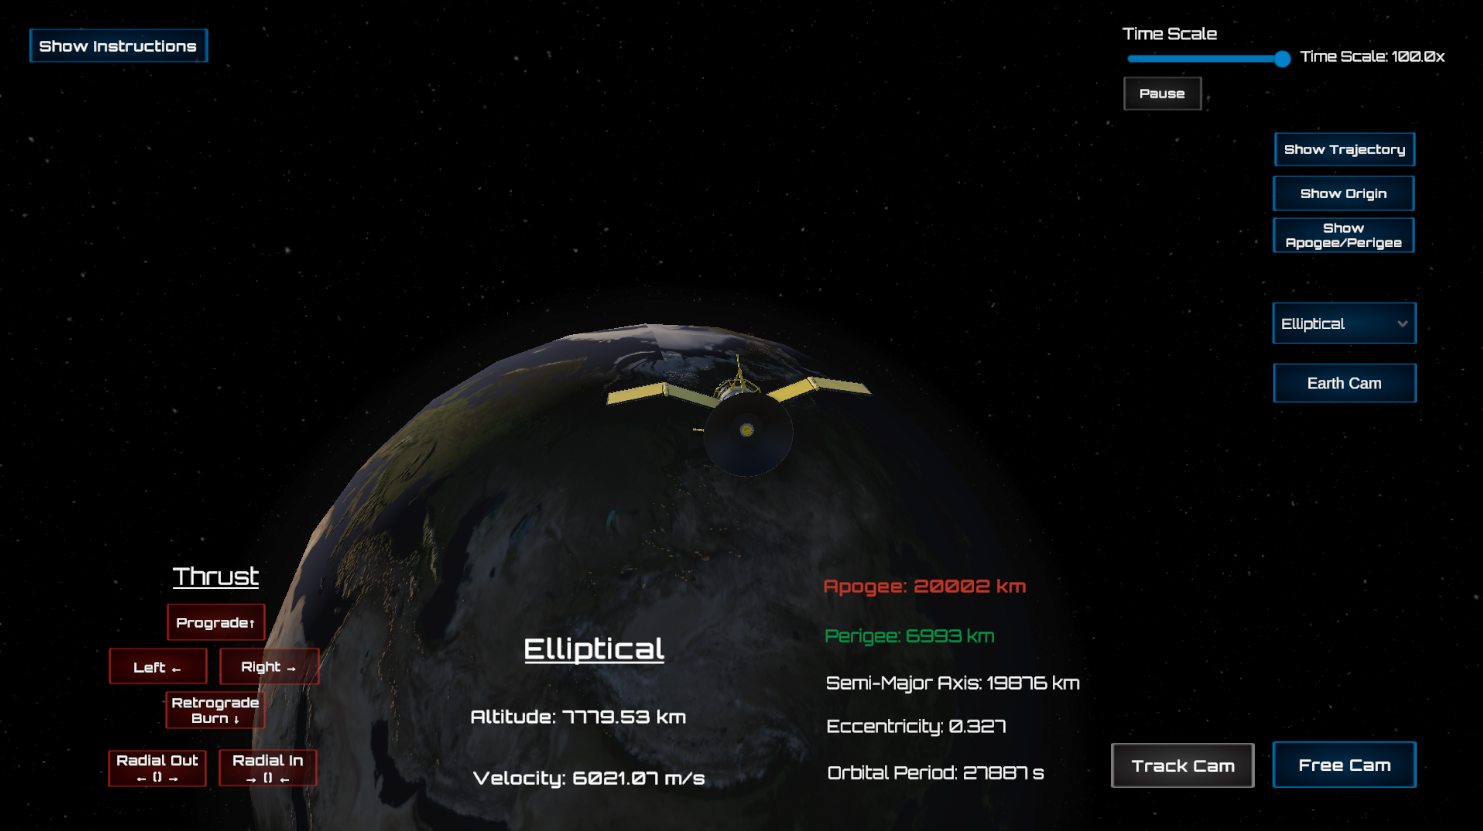 Show Instructions
Time Scale
Time Scale: 100.0x
Pause
Show Trajectory
Show Origin
Show
Apogee/Perigee
Elliptical
Earth Cam
Thrust
Prograde↑
Left ←
Right →
Retrograde
Burn ↓
Radial Out
← () →
Radial In
→ () ←
Elliptical
Altitude: 7779.53 km
Velocity: 6021.07 m/s
Apogee: 20002 km
Perigee: 6993 km
Semi-Major Axis: 19876 km
Eccentricity: 0.327
Orbital Period: 27887 s
Track Cam
Free Cam